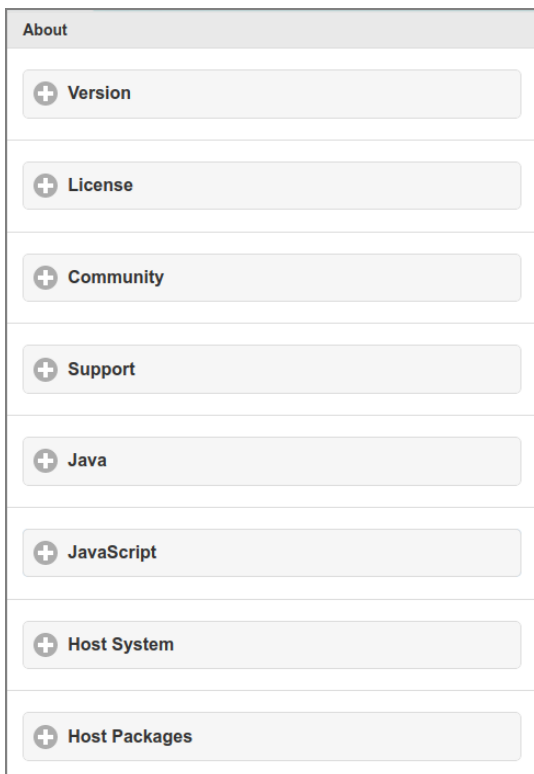 About
Version
License
Community
Support
Java
JavaScript
Host System
Host Packages